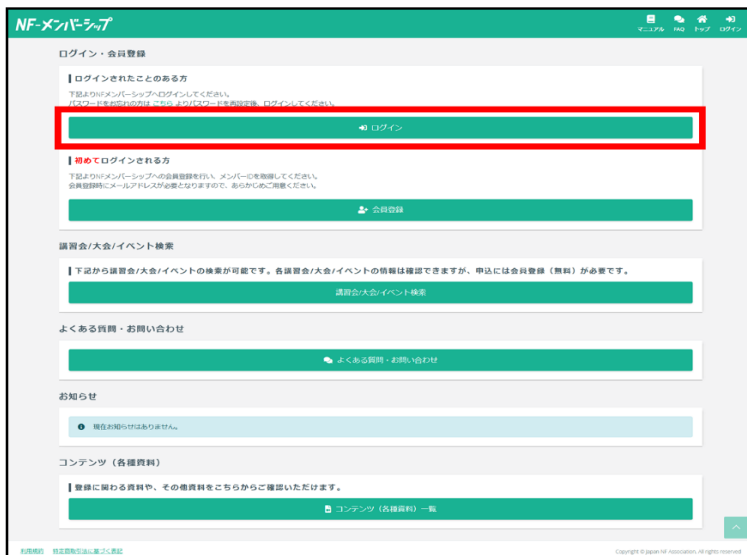 NF-メンバーシップ
マニュアル FAQ トップ ログイン
ログイン・会員登録
ログインされたことのある方
下記よりNFメンバーシップへログインしてください。
パスワードをお忘れの方は こちら よりパスワードを再設定後、ログインしてください。
ログイン
初めてログインされる方
下記よりNFメンバーシップへの会員登録を行い、メンバーIDを取得してください。
会員登録時にメールアドレスが必要となりますので、あらかじめご用意ください。
会員登録
講習会/大会/イベント検索
下記から講習会/大会/イベントの検索が可能です。各講習会/大会/イベントの情報は確認できますが、申込には会員登録（無料）が必要です。
講習会/大会/イベント検索
よくある質問・お問い合わせ
よくある質問・お問い合わせ
お知らせ
現在お知らせはありません。
コンテンツ（各種資料）
登録に関わる資料や、その他資料をこちらからご確認いただけます。
コンテンツ（各種資料）一覧
利用規約 特定商取引法に基づく表記
Copyright © Japan NF Association. All rights reserved